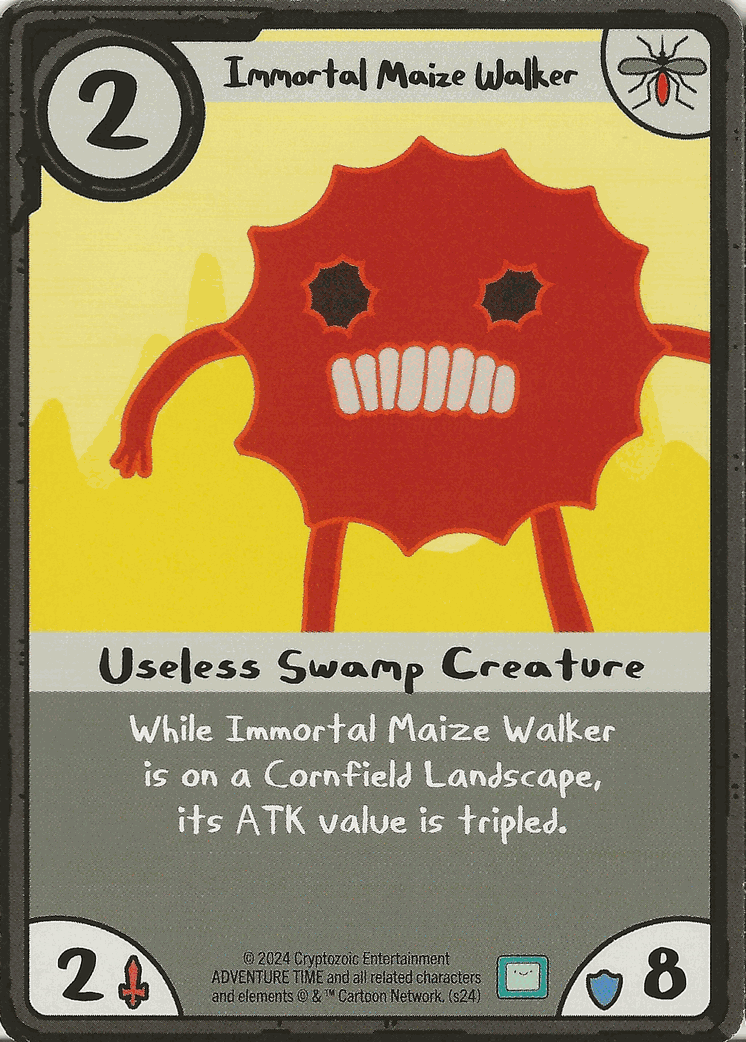 2
Immortal Maize Walker
Useless Swamp Creature
While Immortal Maize Walker
is on a Cornfield Landscape,
its ATK value is tripled.
2
© 2024 Cryptozoic Entertainment
ADVENTURE TIME and all related characters
and elements © & ™ Cartoon Network. (s24)
8